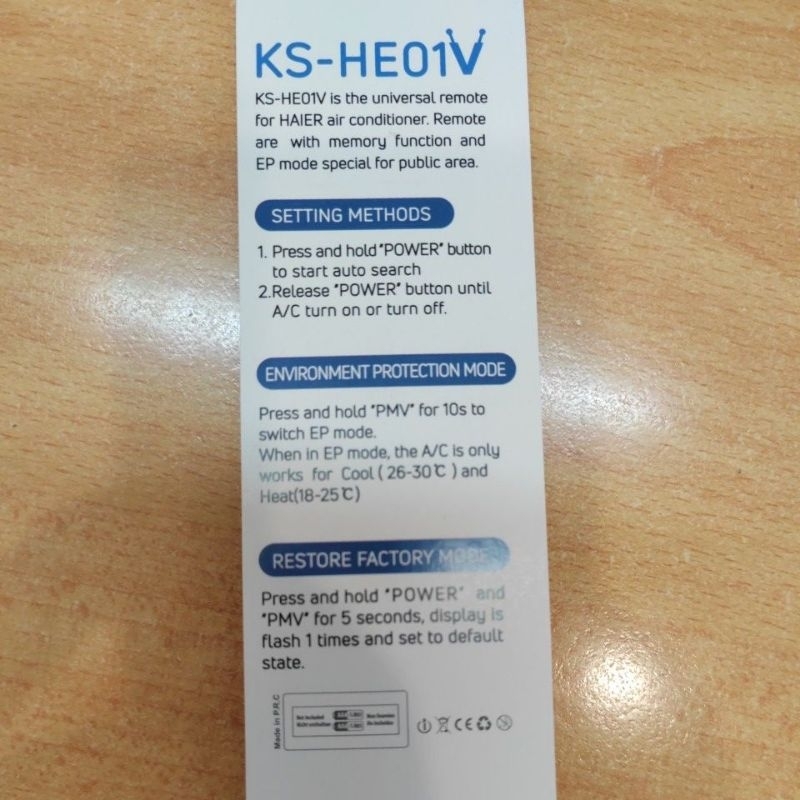 KS-HE01V
KS-HE01V is the universal remote
for HAIER air conditioner. Remote
are with memory function and
EP mode special for public area.
SETTING METHODS
1. Press and hold "POWER" button
to start auto search
2.Release "POWER" button until
A/C turn on or turn off.
ENVIRONMENT PROTECTION MODE
Press and hold "PMV" for 10s to
switch EP mode.
When in EP mode, the A/C is only
works for Cool ( 26-30℃ ) and
Heat(18-25℃)
RESTORE FACTORY MODE
Press and hold "POWER" and
"PMV" for 5 seconds, display is
flash 1 times and set to default
state.
Made in P.R.C
Not Included
AAA
AAA
CE